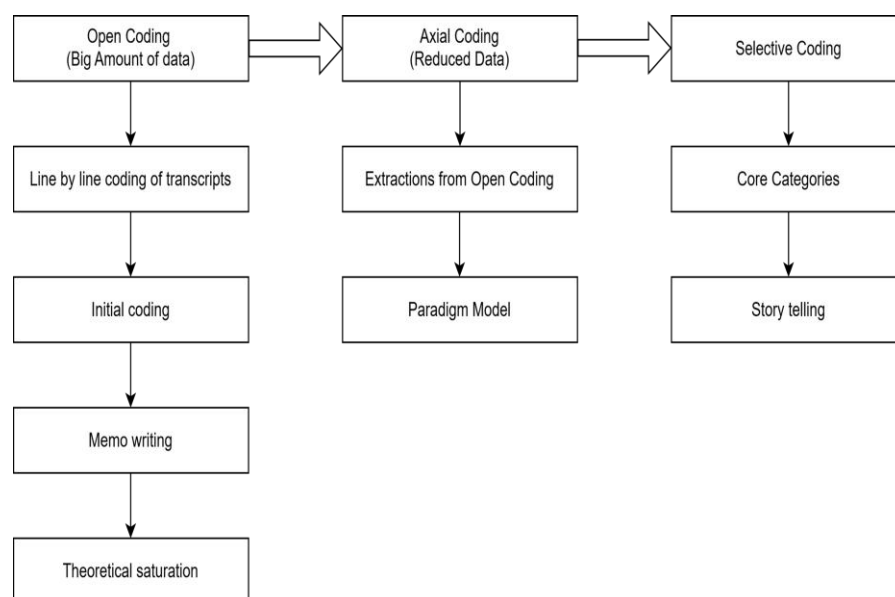 Open Coding
(Big Amount of data)
Axial Coding
(Reduced Data)
Selective Coding
Line by line coding of transcripts
Extractions from Open Coding
Core Categories
Initial coding
Paradigm Model
Story telling
Memo writing
Theoretical saturation